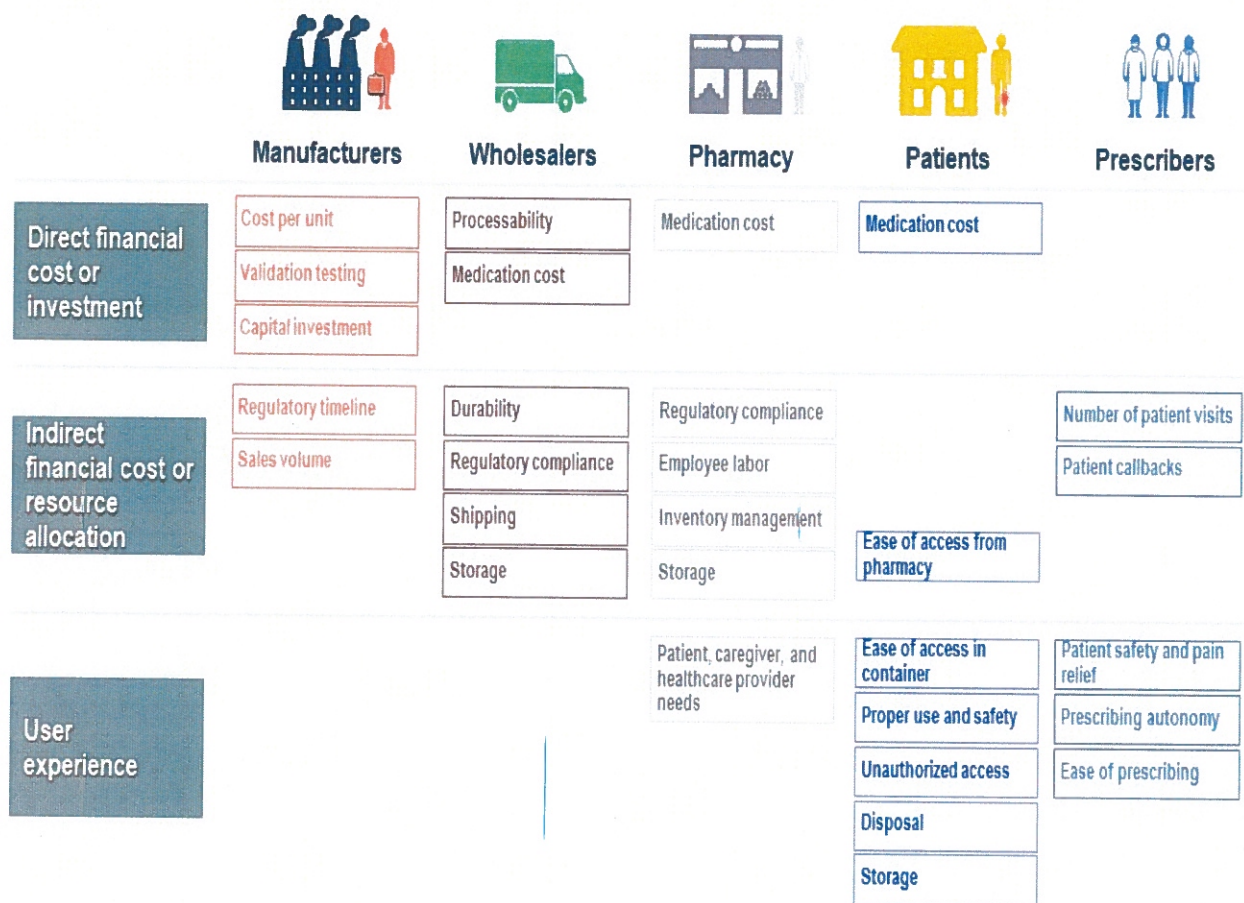 Manufacturers
Wholesalers
Pharmacy
Patients
Prescribers
Direct financial
cost or
investment
Cost per unit
Validation testing
Capital investment
Processability
Medication cost
Medication cost
Medication cost
Indirect
financial cost or
resource
allocation
Regulatory timeline
Sales volume
Durability
Regulatory compliance
Shipping
Storage
Regulatory compliance
Employee labor
Inventory management
Storage
Ease of access from
pharmacy
Number of patient visits
Patient callbacks
User
experience
Patient, caregiver, and
healthcare provider
needs
Ease of access in
container
Proper use and safety
Unauthorized access
Disposal
Storage
Patient safety and pain
relief
Prescribing autonomy
Ease of prescribing